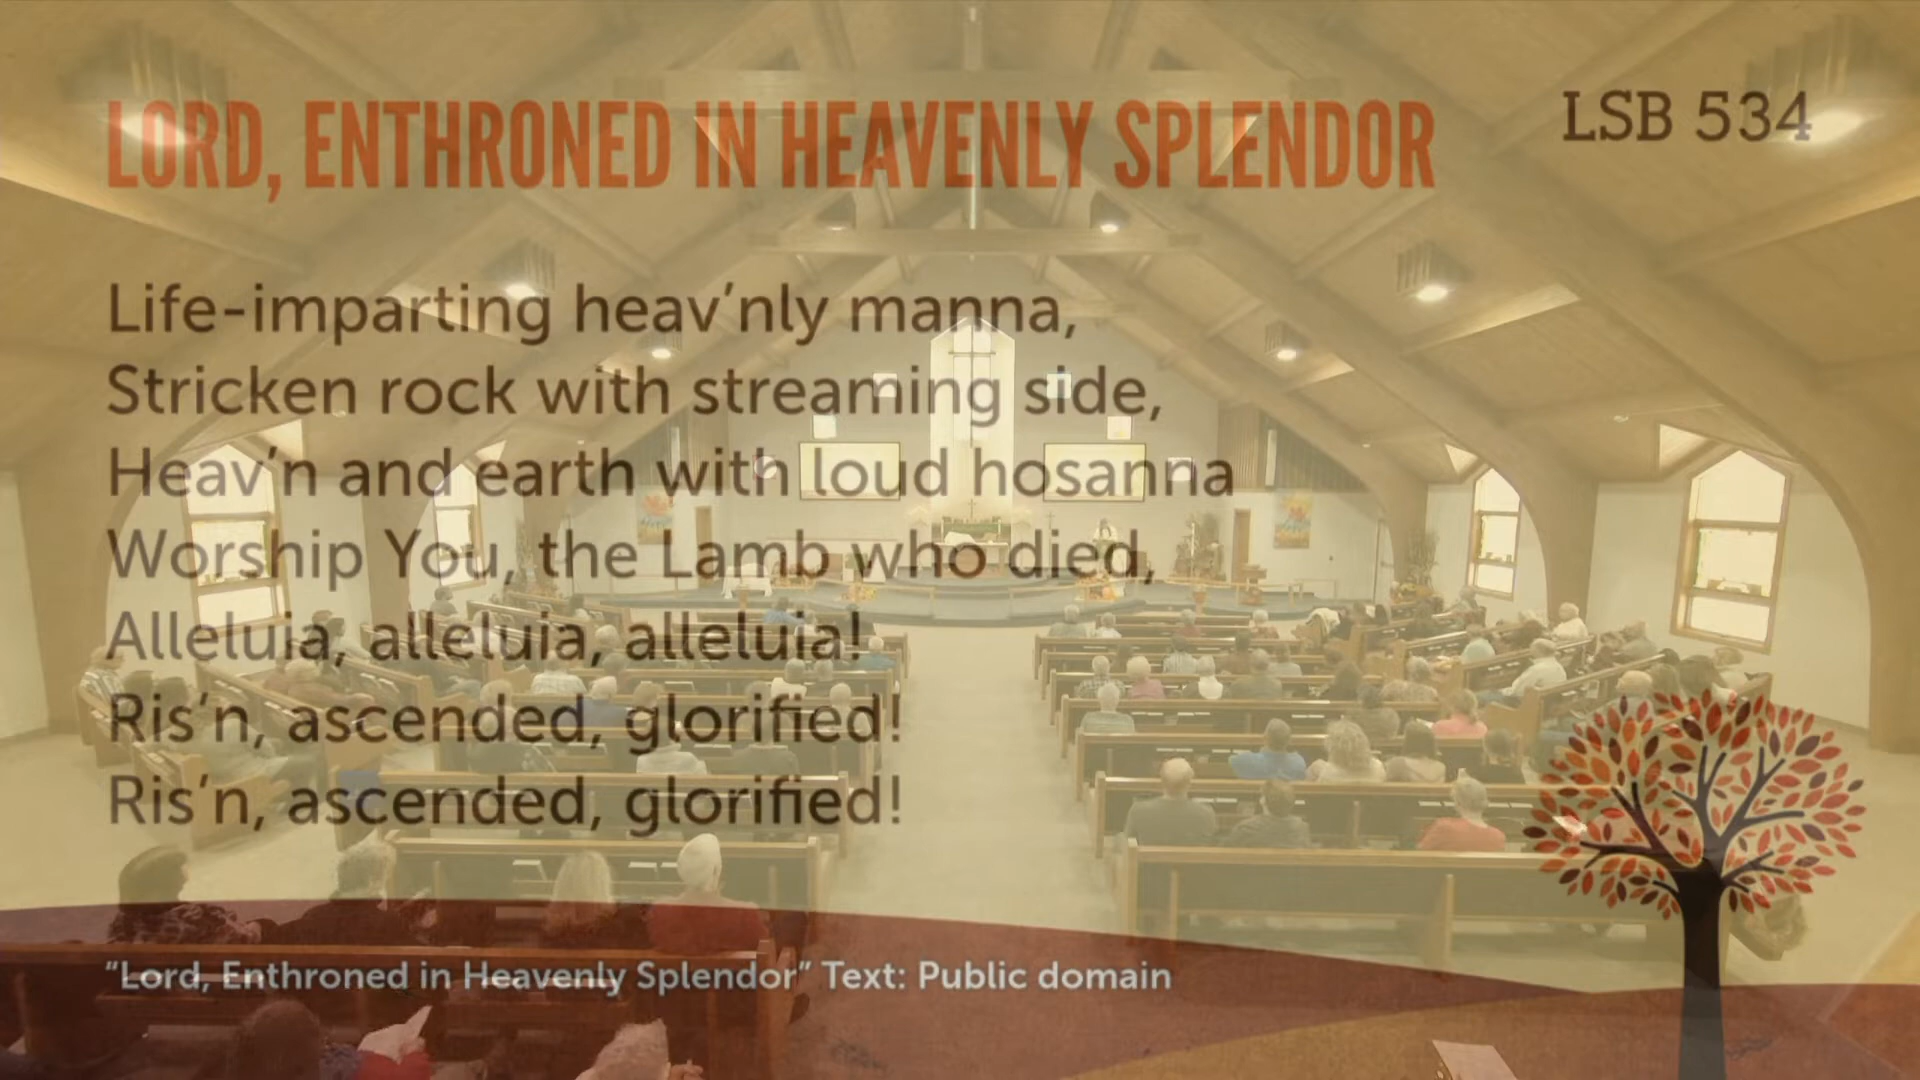 LORD, ENTHRONED IN HEAVENLY SPLENDOR
LSB 534
Life-imparting heav’nly manna,
Stricken rock with streaming side,
Heav’n and earth with loud hosanna
Worship You, the Lamb who died,
Alleluia, alleluia, alleluia!
Ris’n, ascended, glorified!
Ris’n, ascended, glorified!
“Lord, Enthroned in Heavenly Splendor” Text: Public domain